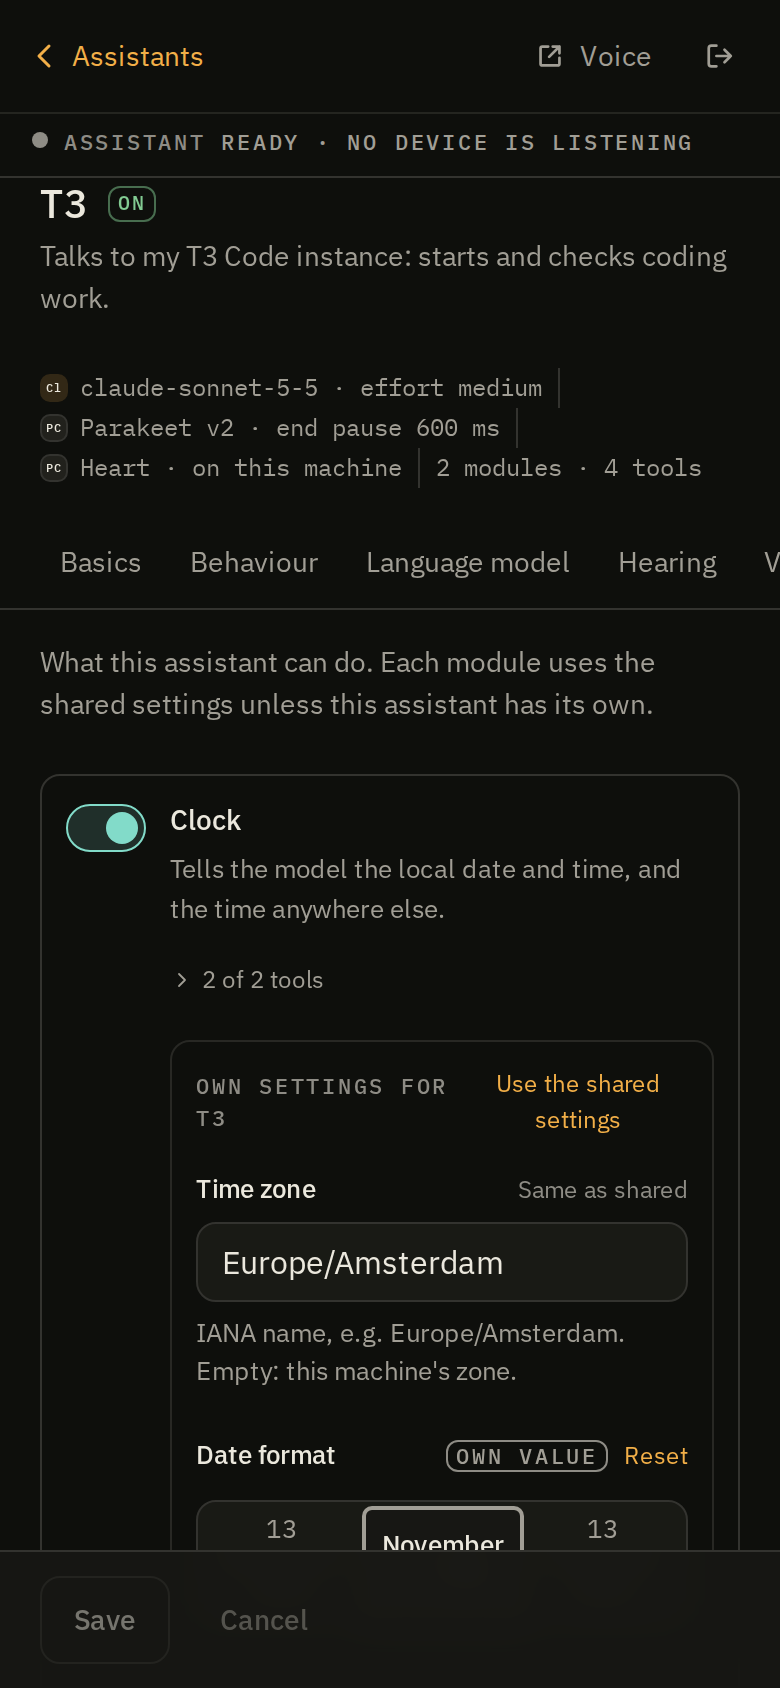 Assistants
Voice
ASSISTANT READY · NO DEVICE IS LISTENING
T3 ON
Talks to my T3 Code instance: starts and checks coding
work.
Cl claude-sonnet-5-5 · effort medium
PC Parakeet v2 · end pause 600 ms
PC Heart · on this machine 2 modules · 4 tools
Basics Behaviour Language model Hearing V
What this assistant can do. Each module uses the
shared settings unless this assistant has its own.
Clock
Tells the model the local date and time, and
the time anywhere else.
2 of 2 tools
OWN SETTINGS FOR
T3
Use the shared
settings
Time zone Same as shared
Europe/Amsterdam
IANA name, e.g. Europe/Amsterdam.
Empty: this machine's zone.
Date format OWN VALUE Reset
13 November 13
Save Cancel